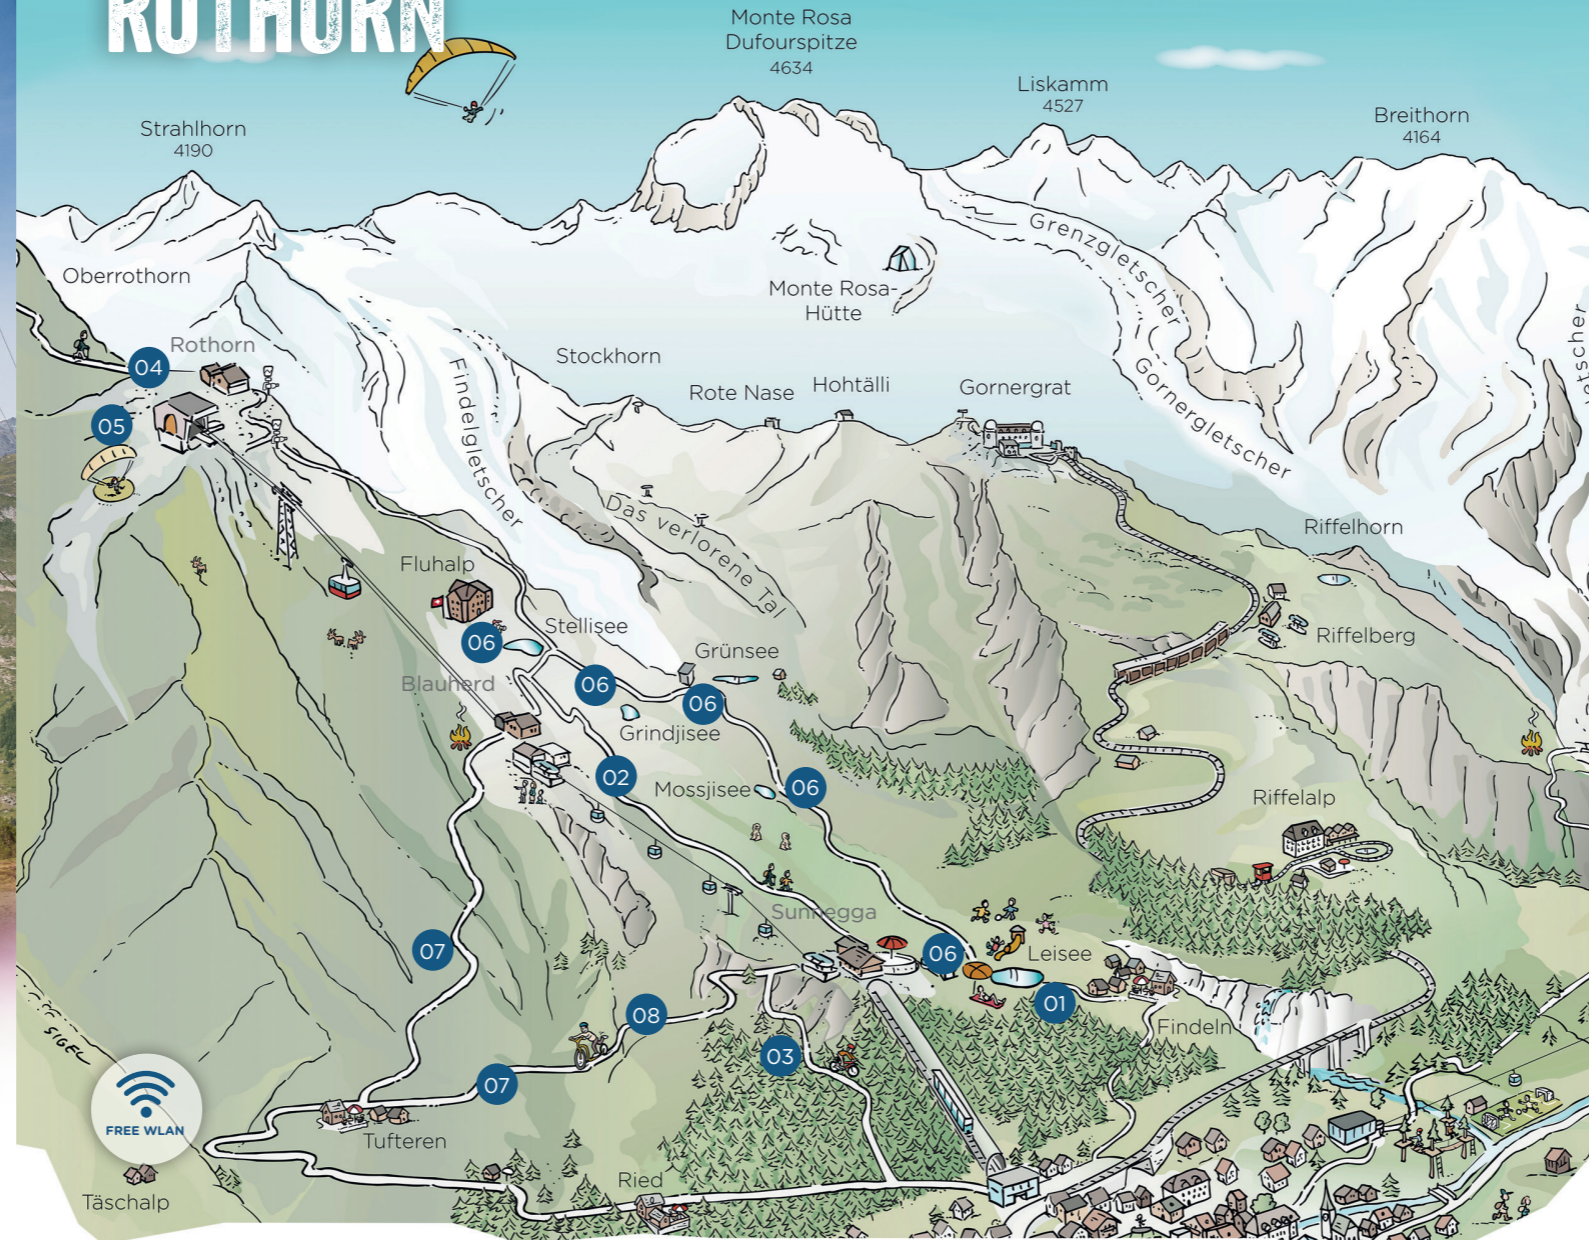 ROTHORN
Monte Rosa
Dufourspitze
4634
Liskamm
4527
Breithorn
4164
Strahlhorn
4190
Oberrothorn
Grenzgletscher
Monte Rosa-
Hütte
Rothorn
04
Stockhorn
Findelgletscher
Rote Nase
Hohtälli
Gornergrat
Gornergletscher
05
Das verlorene Tal
Riffelhorn
Fluhalp
06
Stellisee
Riffelberg
Grünsee
Blauherd
06
06
Grindjisee
02
Mossjisee
06
Riffelalp
Sunnegga
07
06
Leisee
01
08
Findeln
03
SIGEL
07
FREE WLAN
Tufteren
Ried
Täschalp